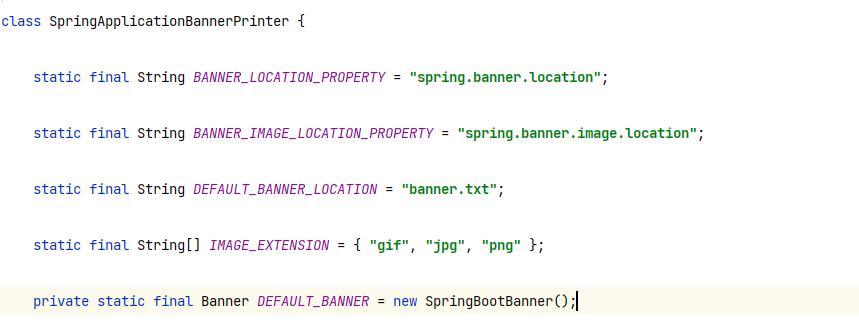 class SpringApplicationBannerPrinter {
static final String BANNER_LOCATION_PROPERTY = "spring.banner.location";
static final String BANNER_IMAGE_LOCATION_PROPERTY = "spring.banner.image.location";
static final String DEFAULT_BANNER_LOCATION = "banner.txt";
static final String[] IMAGE_EXTENSION = { "gif", "jpg", "png" };
private static final Banner DEFAULT_BANNER = new SpringBootBanner();